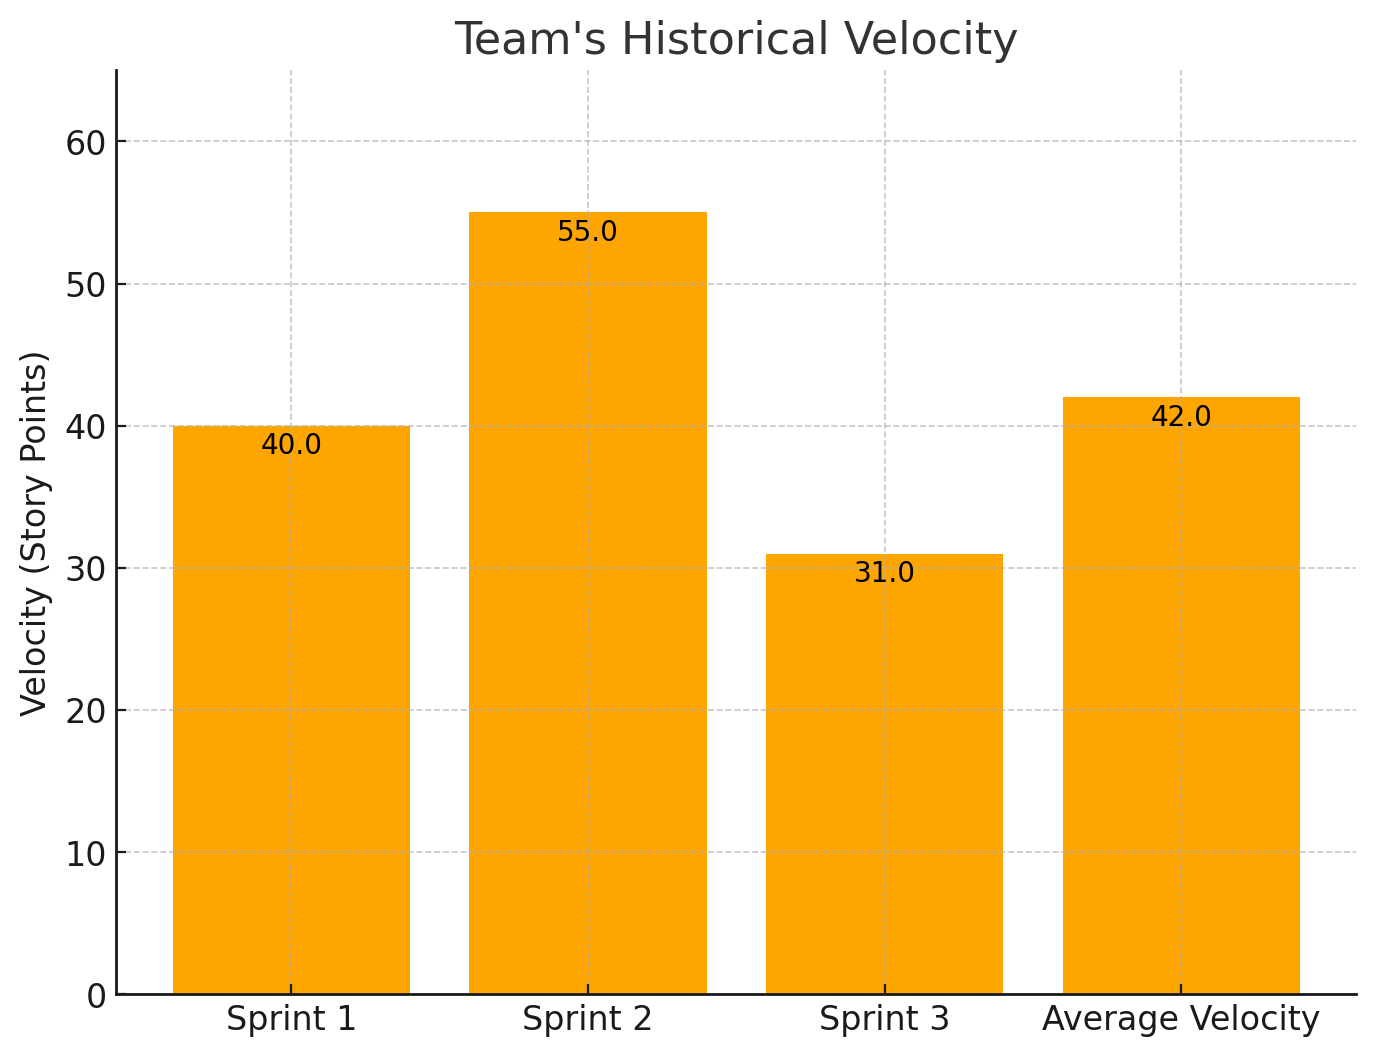 Team's Historical Velocity
Velocity (Story Points)
60
50
40
30
20
10
0
40.0
55.0
31.0
42.0
Sprint 1
Sprint 2
Sprint 3
Average Velocity